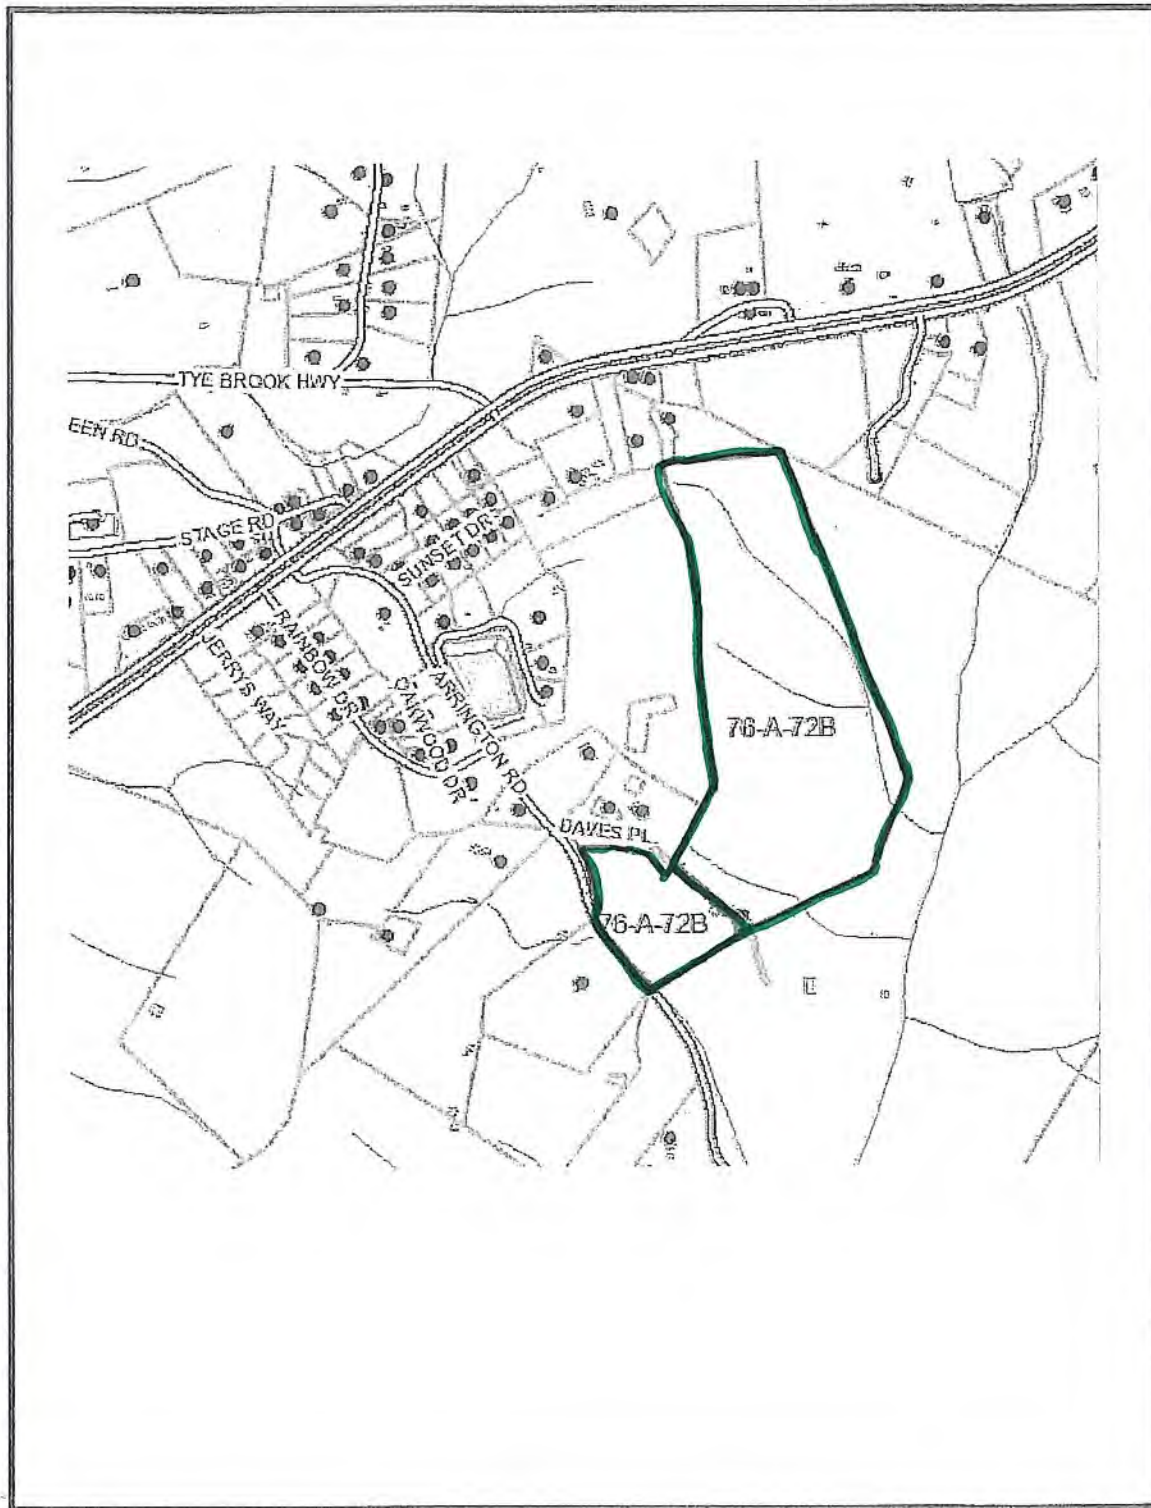 TYE BROOK HWY
EEN RD
STAGE RD
SUNSET DR
RAINBOW DR
JERRYS WAY
OAKWOOD DR
ARRINGTON RD
76-A-72B
DAVES PL
76-A-72B